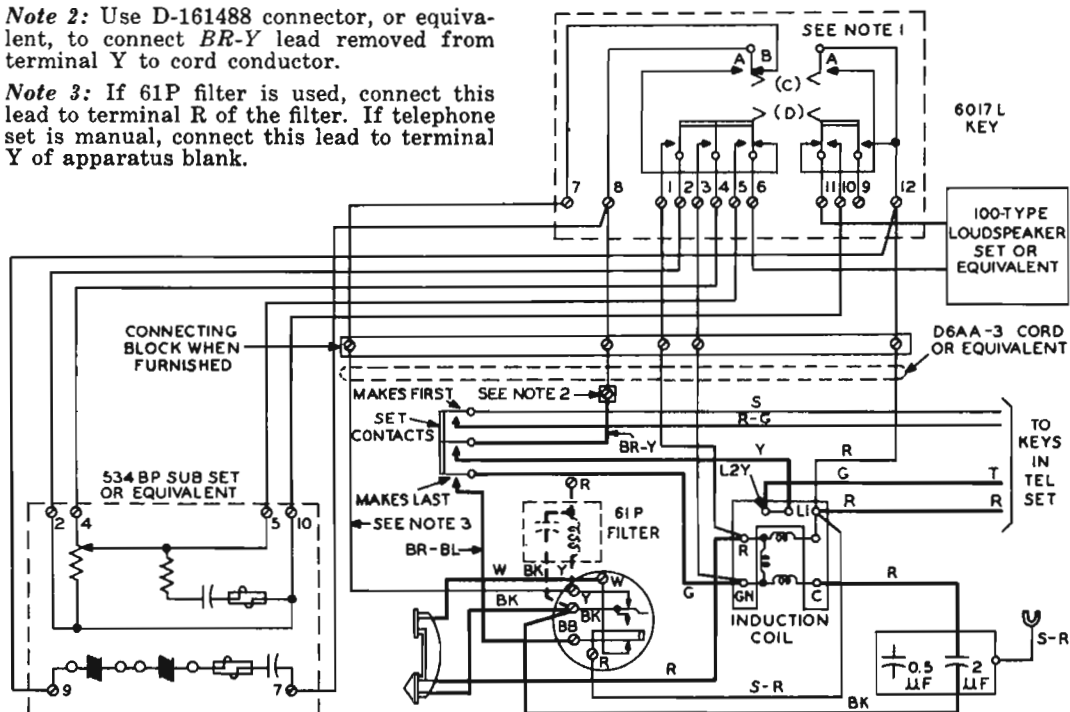 Note 2: Use D-161488 connector, or equiva-
lent, to connect BR-Y lead removed from
terminal Y to cord conductor.
Note 3: If 61P filter is used, connect this
lead to terminal R of the filter. If telephone
set is manual, connect this lead to terminal
Y of apparatus blank.
SEE NOTE 1
A B A
(C)
(D)
6017L
KEY
7 8 1 2 3 4 5 6 11 10 9 12
100-TYPE
LOUDSPEAKER
SET OR
EQUIVALENT
CONNECTING
BLOCK WHEN
FURNISHED
D6AA-3 CORD
OR EQUIVALENT
MAKES FIRST
SEE NOTE 2
SET
CONTACTS
S
R-G
BR-Y
Y
R
L2Y
G
T
R
R
TO
KEYS
IN
TEL
SET
534BP SUB SET
OR EQUIVALENT
2 4 5 10
MAKES LAST
SEE NOTE 3
BR-BL
R
61P
FILTER
L1
R
GN
C
INDUCTION
COIL
W
BK
BK
Y
W
Y
BK
BB
R
G
R
R
S-R
BK
0.5
µF
2
µF
S-R
9
7